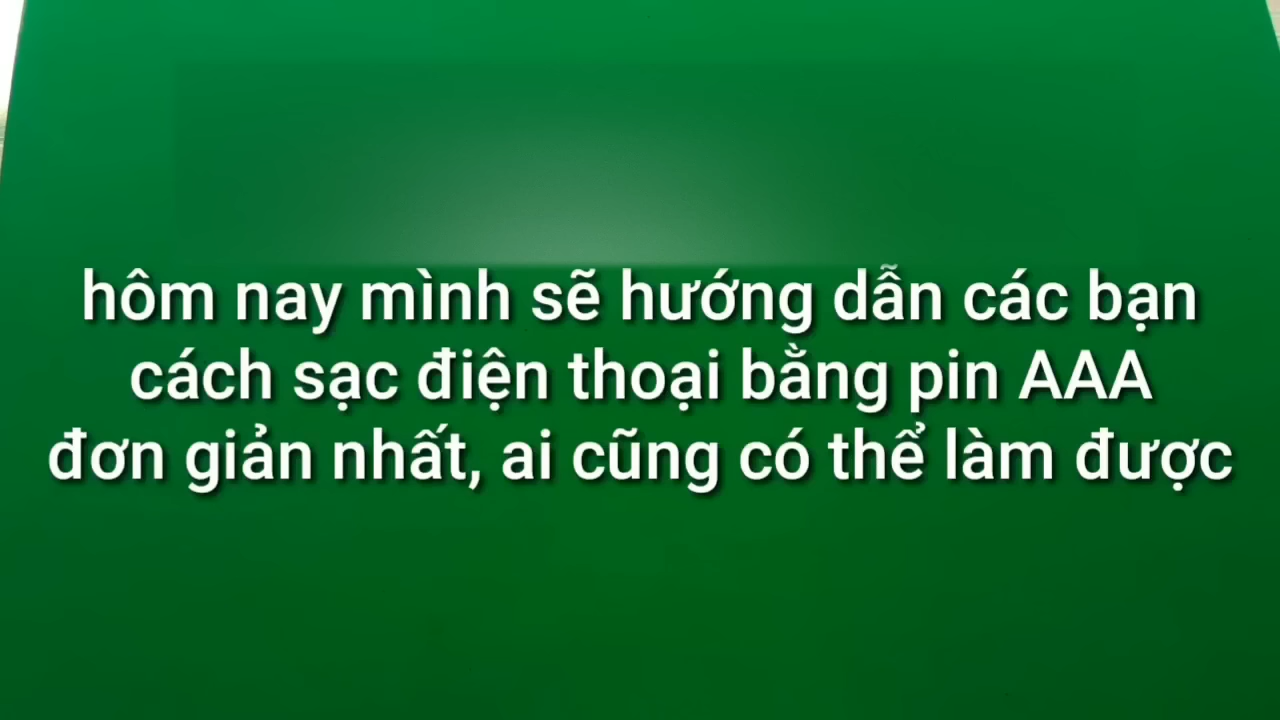 hôm nay mình sẽ hướng dẫn các bạn
cách sạc điện thoại bằng pin AAA
đơn giản nhất, ai cũng có thể làm được